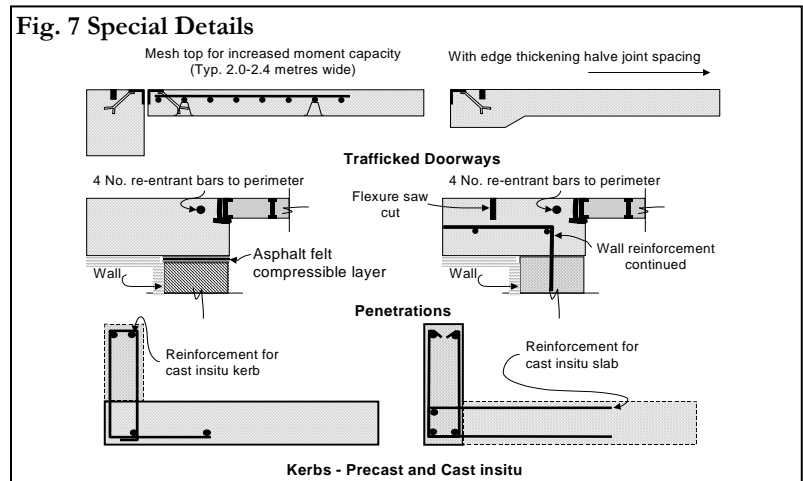 Fig. 7 Special Details
Mesh top for increased moment capacity
(Typ. 2.0-2.4 metres wide)
With edge thickening halve joint spacing
Trafficked Doorways
4 No. re-entrant bars to perimeter
Asphalt felt
compressible layer
Wall
4 No. re-entrant bars to perimeter
Flexure saw
cut
Wall reinforcement
continued
Wall
Penetrations
Reinforcement for
cast insitu kerb
Reinforcement for
cast insitu slab
Kerbs - Precast and Cast insitu